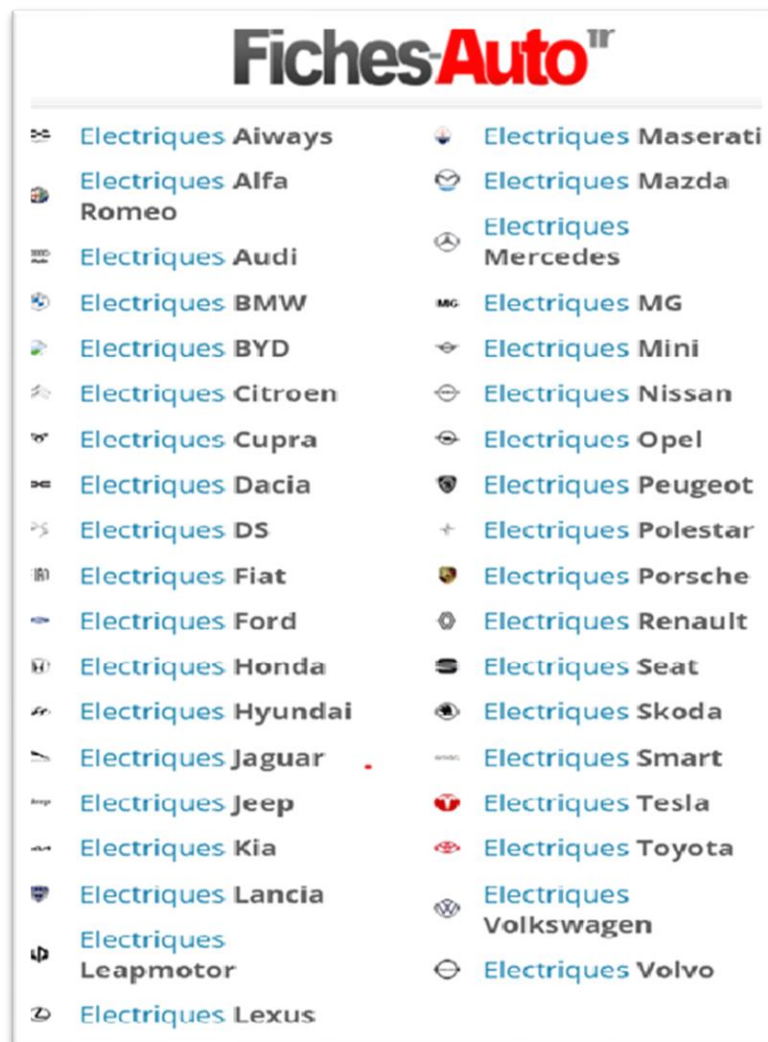 Fiches-Auto
Electriques Aiways
Electriques Alfa
Romeo
Electriques Audi
Electriques BMW
Electriques BYD
Electriques Citroen
Electriques Cupra
Electriques Dacia
Electriques DS
Electriques Fiat
Electriques Ford
Electriques Honda
Electriques Hyundai
Electriques Jaguar
Electriques Jeep
Electriques Kia
Electriques Lancia
Electriques
Leapmotor
Electriques Lexus
Electriques Maserati
Electriques Mazda
Electriques
Mercedes
MG Electriques MG
Electriques Mini
Electriques Nissan
Electriques Opel
Electriques Peugeot
Electriques Polestar
Electriques Porsche
Electriques Renault
Electriques Seat
Electriques Skoda
Electriques Smart
Electriques Tesla
Electriques Toyota
Electriques
Volkswagen
Electriques Volvo